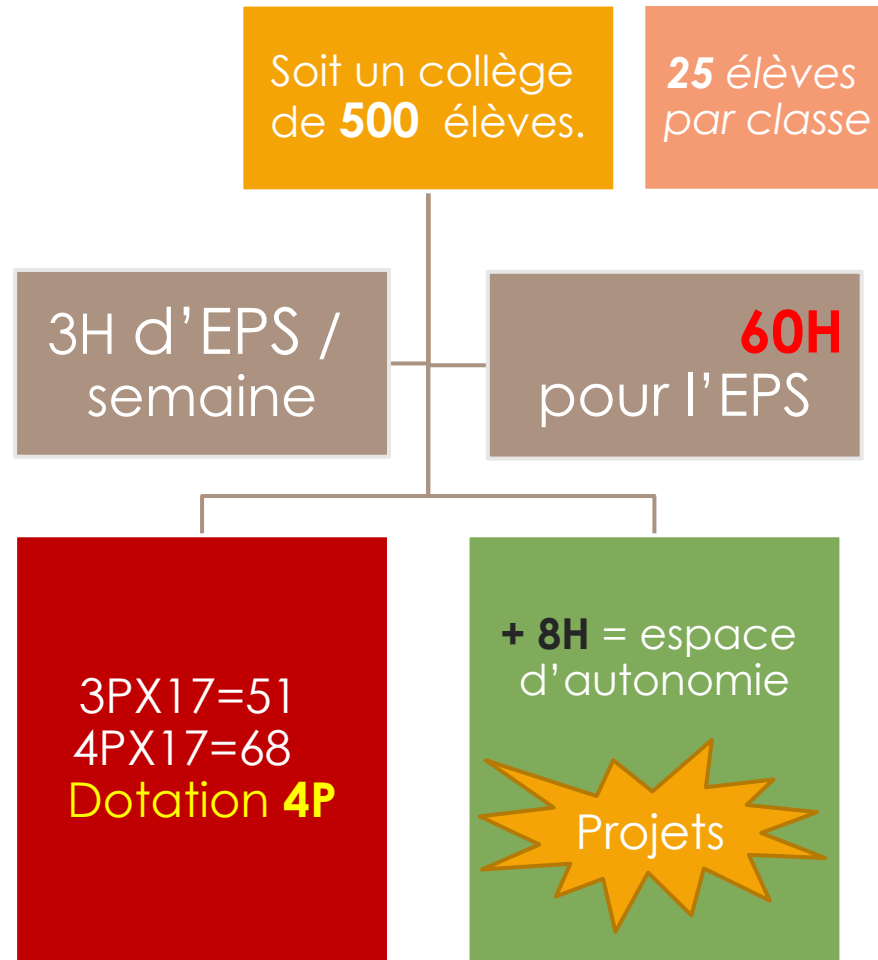 Soit un collège
de 500 élèves.
25 élèves
par classe
3H d’EPS /
semaine
60H
pour l’EPS
3PX17=51
4PX17=68
Dotation 4P
+ 8H = espace
d’autonomie
Projets